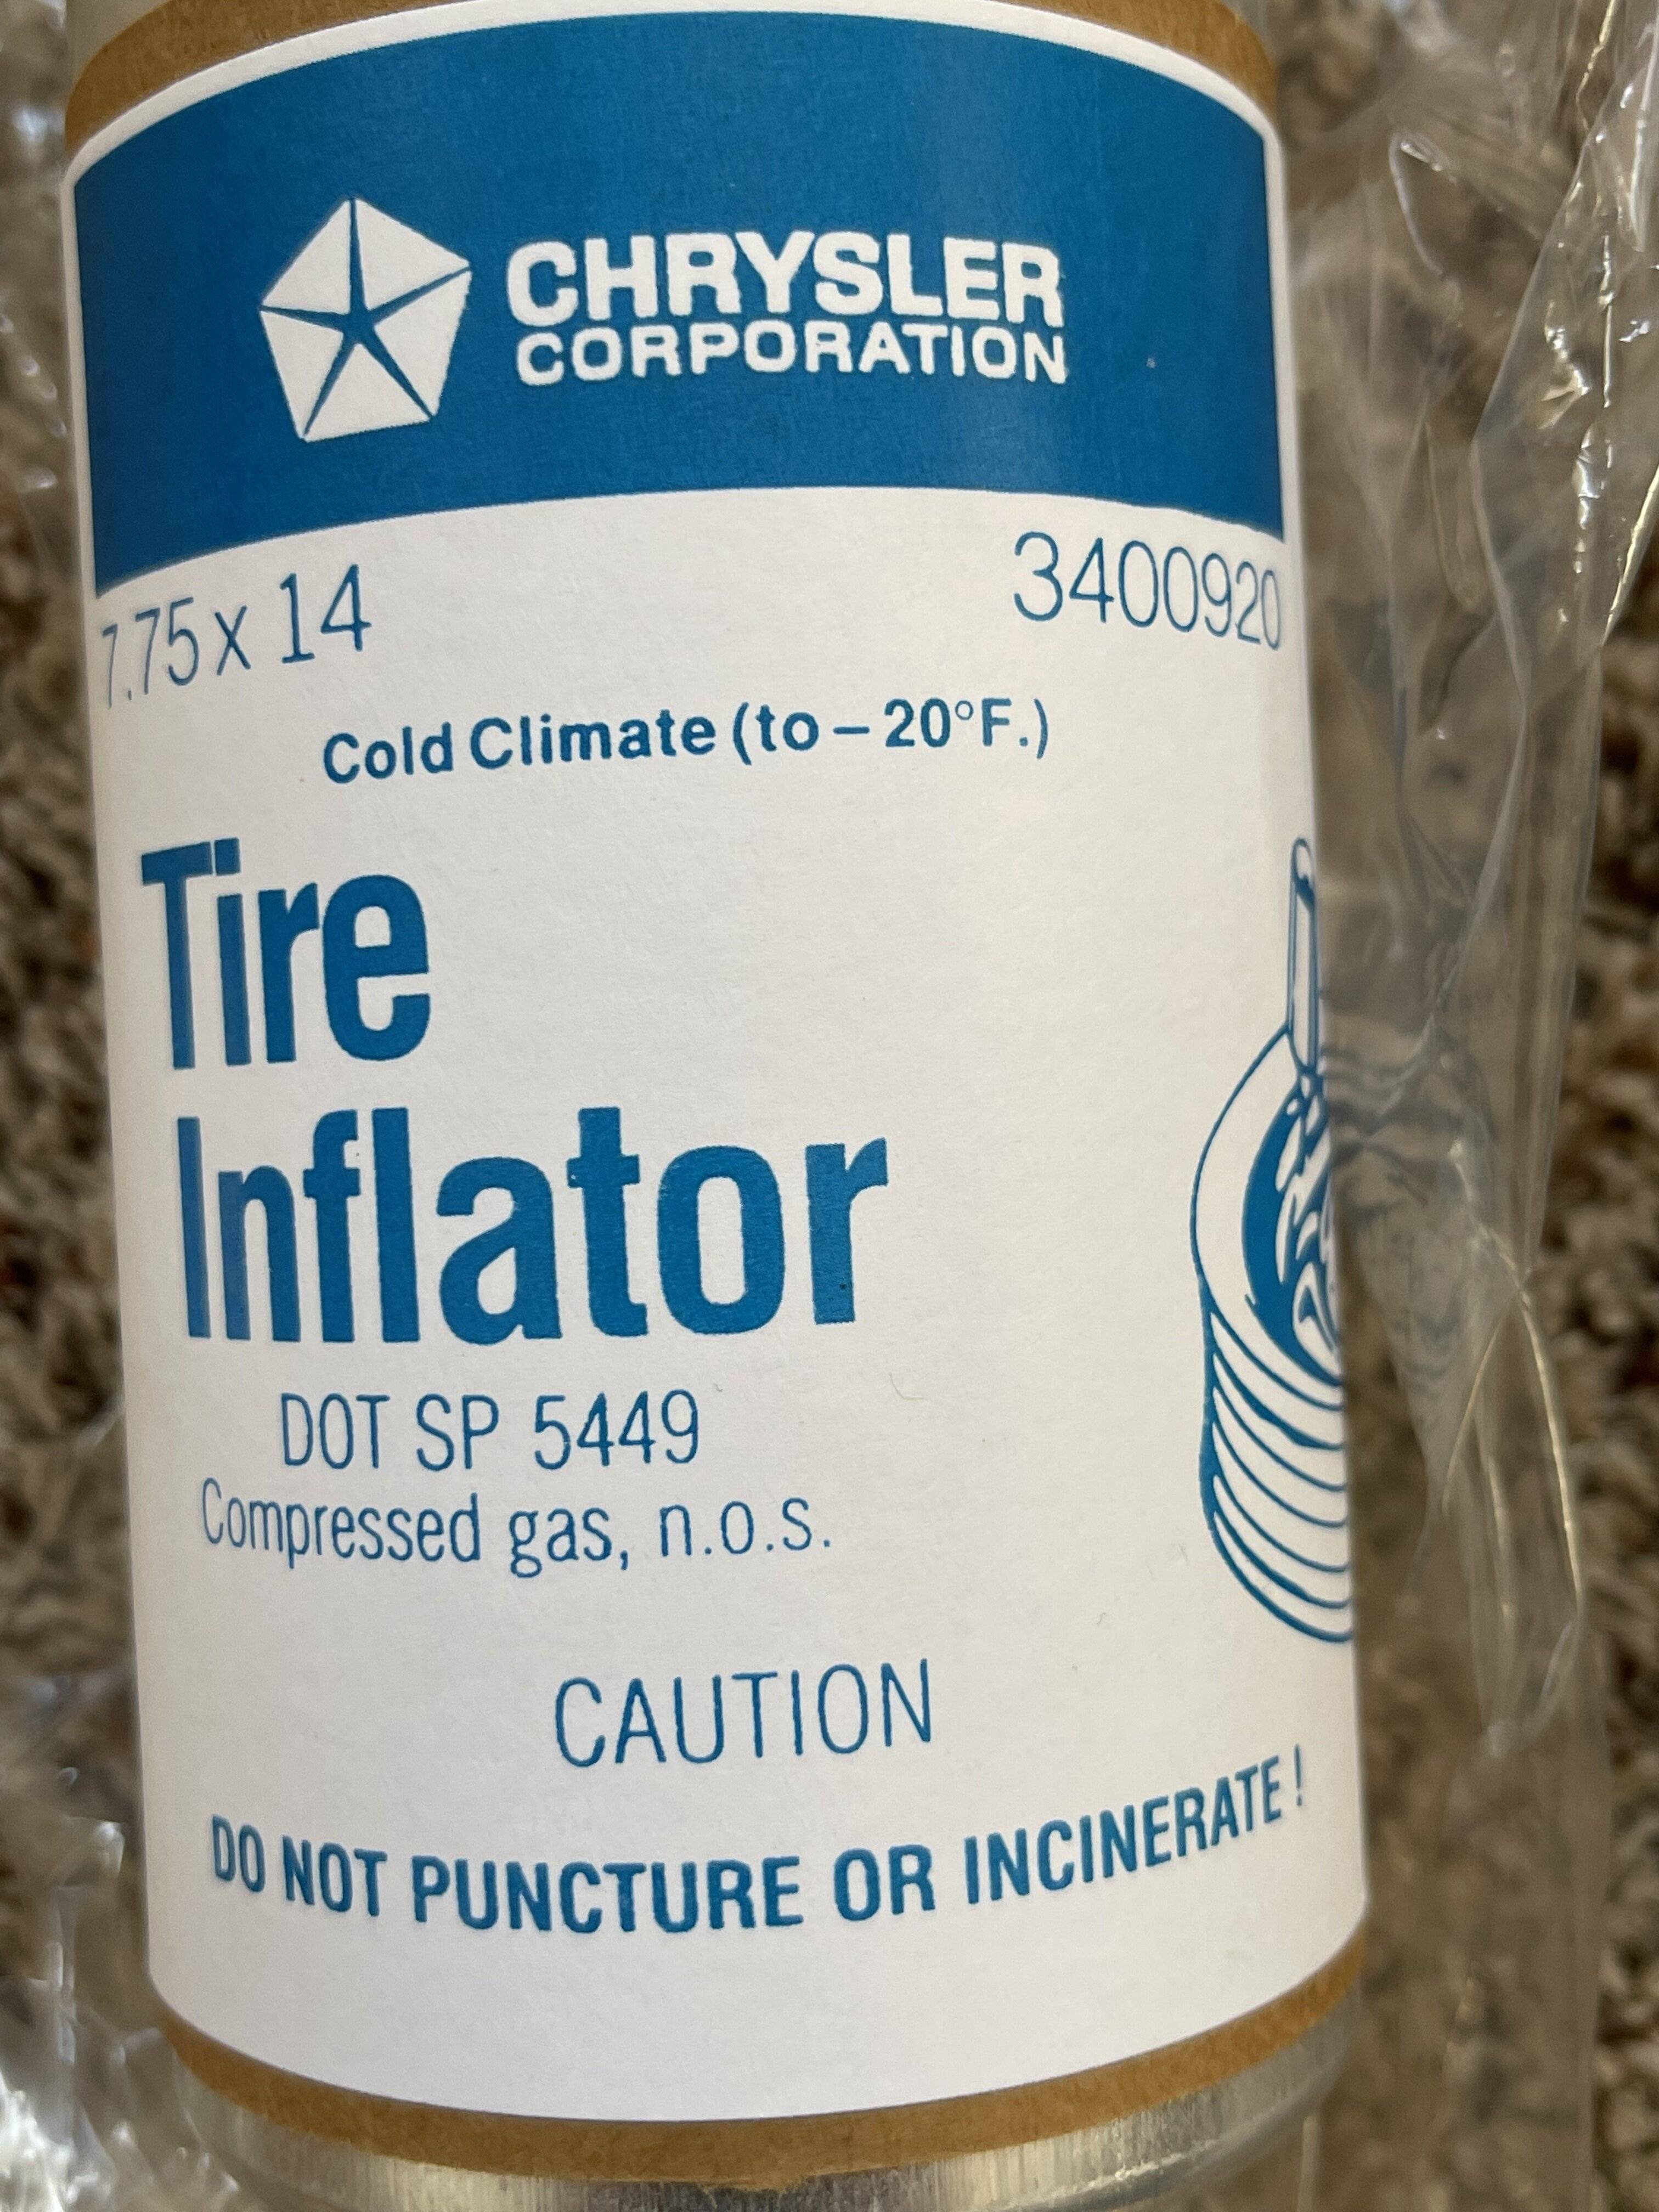 CHRYSLER
CORPORATION
7.75 x 14
3400920
Cold Climate (to – 20°F.)
Tire
Inflator
DOT SP 5449
Compressed gas, n.o.s.
CAUTION
DO NOT PUNCTURE OR INCINERATE!